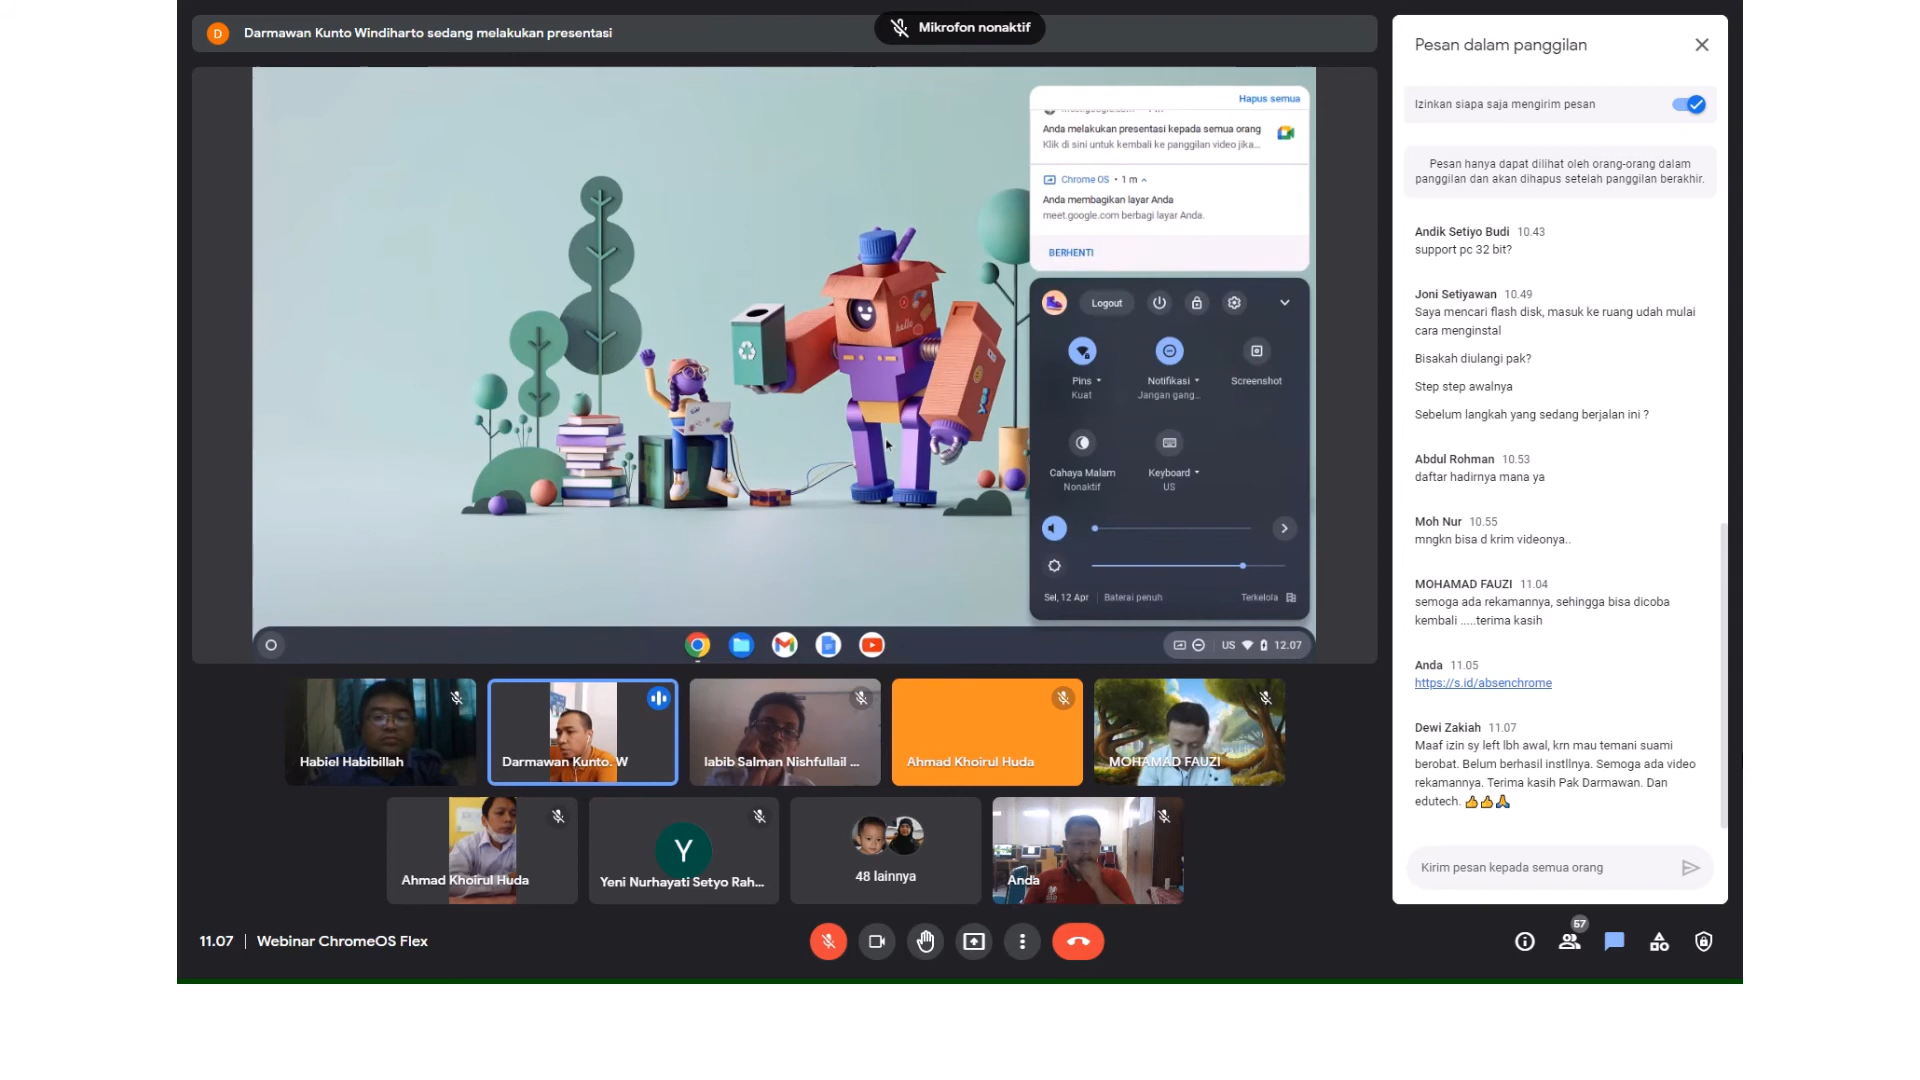 D
Darmawan Kunto Windiharto sedang melakukan presentasi
Mikrofon nonaktif
Hapus semua
Anda melakukan presentasi kepada semua orang
Klik di sini untuk kembali ke panggilan video jika...
Chrome OS • 1 m
Anda membagikan layar Anda
meet.google.com berbagi layar Anda.
BERHENTI
Logout
Pins
Kuat
Notifikasi
Jangan gang...
Screenshot
Cahaya Malam
Nonaktif
Keyboard
US
Sel, 12 Apr
Baterai penuh
Terkelola
hello
US
12.07
Habiel Habibillah
Darmawan Kunto. W
Iabib Salman Nishfullail ...
Ahmad Khoirul Huda
MOHAMAD FAUZI
Ahmad Khoirul Huda
Y
Yeni Nurhayati Setyo Rah...
48 lainnya
Anda
11.07
Webinar ChromeOS Flex
57
Pesan dalam panggilan
Izinkan siapa saja mengirim pesan
Pesan hanya dapat dilihat oleh orang-orang dalam
panggilan dan akan dihapus setelah panggilan berakhir.
Andik Setiyo Budi 10.43
support pc 32 bit?
Joni Setiyawan 10.49
Saya mencari flash disk, masuk ke ruang udah mulai
cara menginstal
Bisakah diulangi pak?
Step step awalnya
Sebelum langkah yang sedang berjalan ini ?
Abdul Rohman 10.53
daftar hadirnya mana ya
Moh Nur 10.55
mngkn bisa d krim videonya..
MOHAMAD FAUZI 11.04
semoga ada rekamannya, sehingga bisa dicoba
kembali .....terima kasih
Anda 11.05
https://s.id/absenchrome
Dewi Zakiah 11.07
Maaf izin sy left lbh awal, krn mau temani suami
berobat. Belum berhasil instllnya. Semoga ada video
rekamannya. Terima kasih Pak Darmawan. Dan
edutech. 👍👍🙏
Kirim pesan kepada semua orang